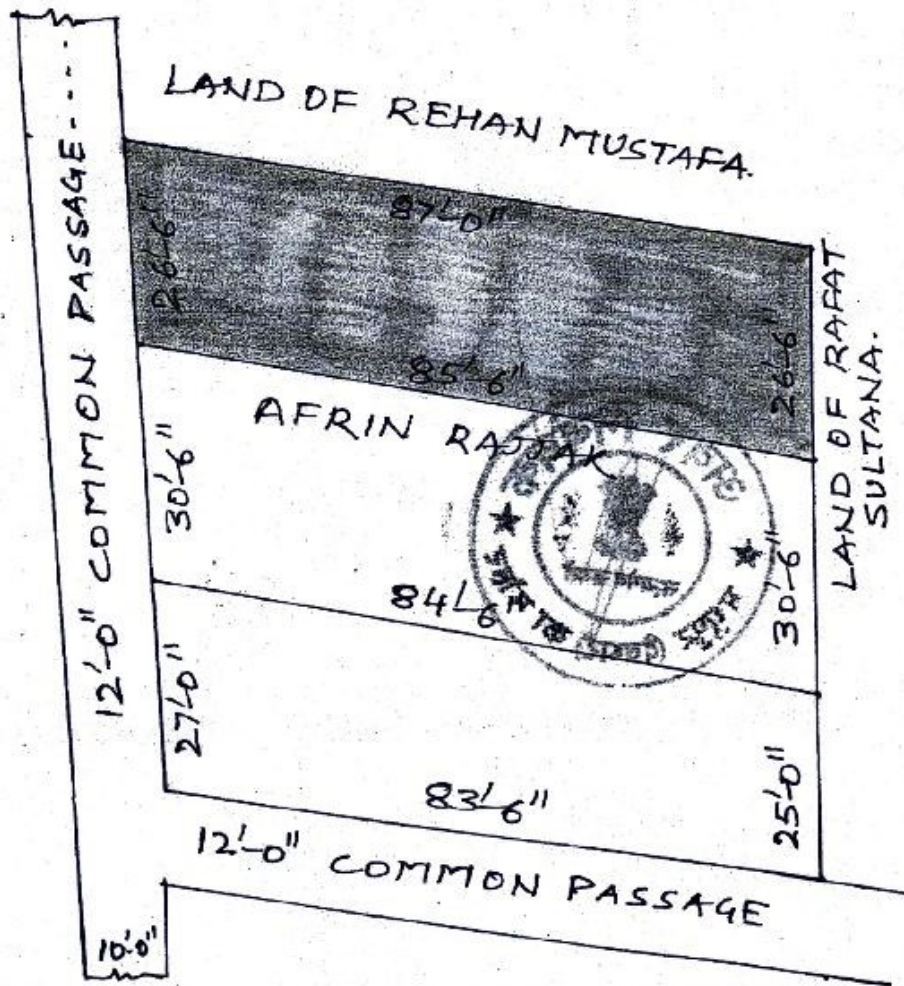 LAND OF REHAN MUSTAFA.
12'-0" COMMON PASSAGE----
87'-0"
26'-6"
26'-6"
85'-6"
LAND OF RAFAT
SULTANA.
AFRIN RAJJAK
30'-6"
30'-6"
84'-6"
27'-0"
25'-0"
83'-6"
12'-0" COMMON PASSAGE
10'-0"